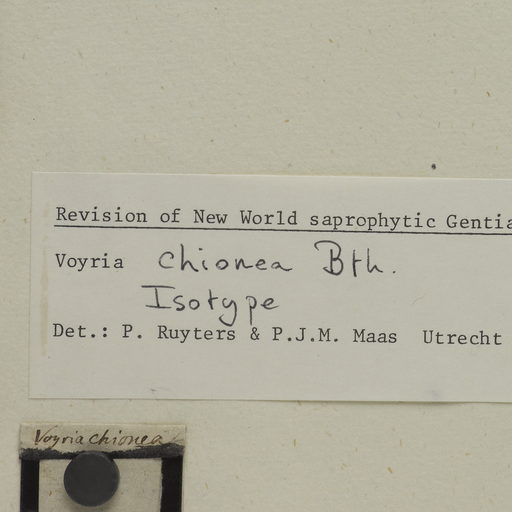 Revision of New World saprophytic Gentia
Voyria chionea Bth.
Isotype
Det.: P. Ruyters & P.J.M. Maas Utrecht
Voyria chionea